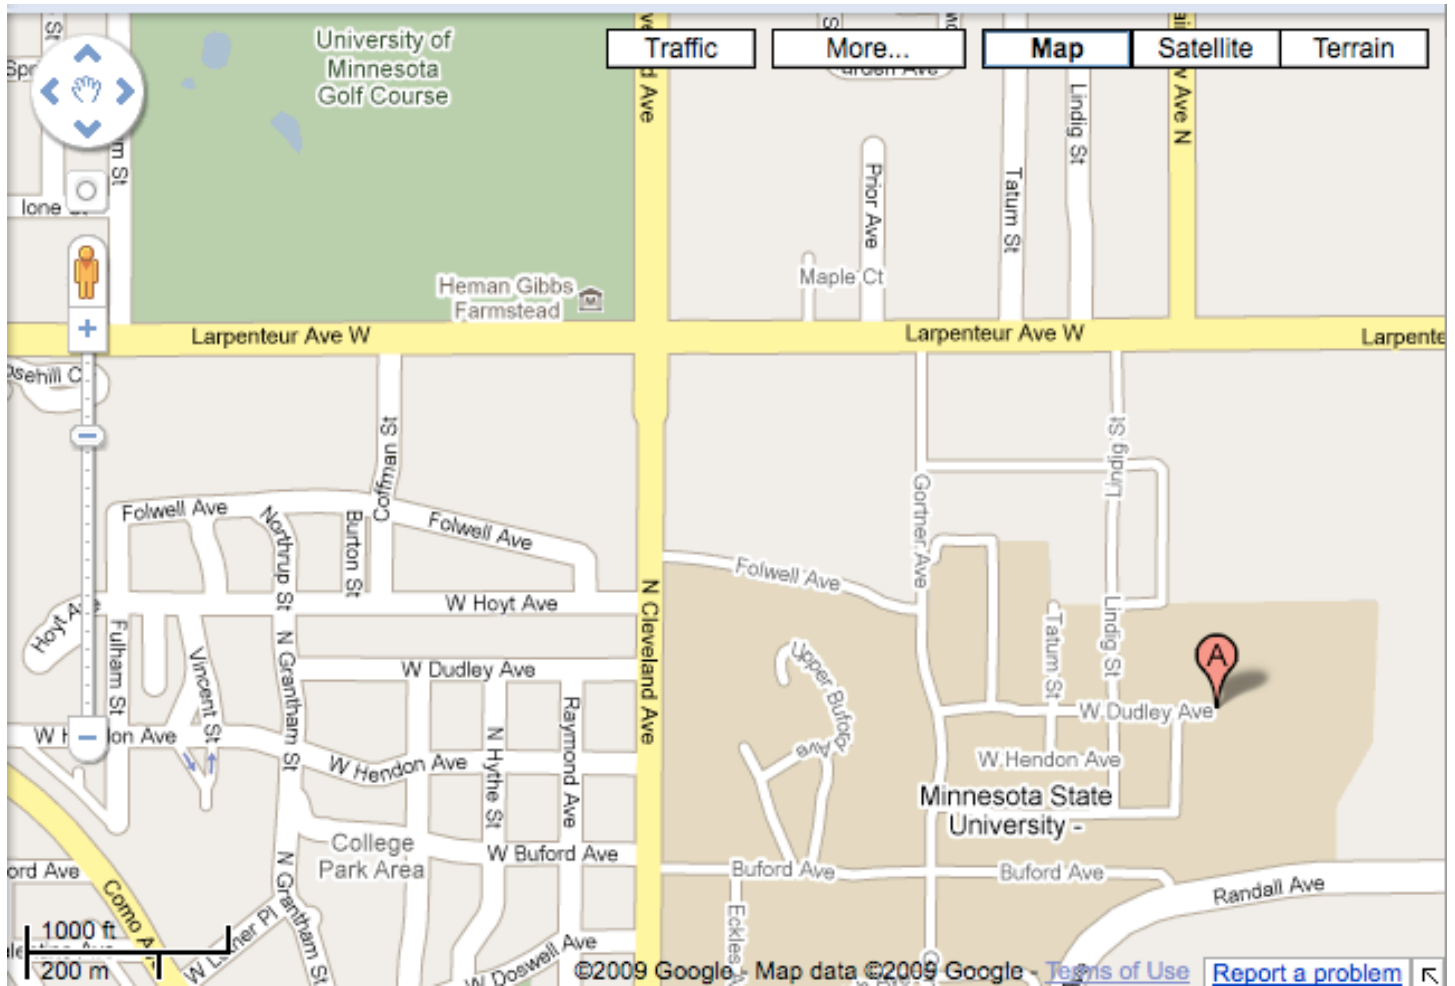 University of
Minnesota
Golf Course
Traffic
More...
Map
Satellite
Terrain
Lindig St
Prior Ave
Tatum St
Maple Ct
Heman Gibbs
Farmstead
Larpenteur Ave W
Larpenteur Ave W
Larpente
Coffman St
Lindig St
Gortner Ave
Folwell Ave
Northrup St
Burton St
Folwell Ave
Folwell Ave
W Hoyt Ave
N Cleveland Ave
Fulham St
Vincent St
N Grantham St
W Dudley Ave
Upper Buford
Ave
Tatum St
Lindig St
A
W Dudley Ave
W Hendon Ave
N Hythe St
Raymond Ave
W Hendon Ave
Minnesota State
University -
College
Park Area
W Buford Ave
Buford Ave
Buford Ave
Randall Ave
ord Ave
Como
N Grantham St
W Doswell Ave
1000 ft
200 m
©2009 Google - Map data ©2009 Google -
Terms of Use
Report a problem